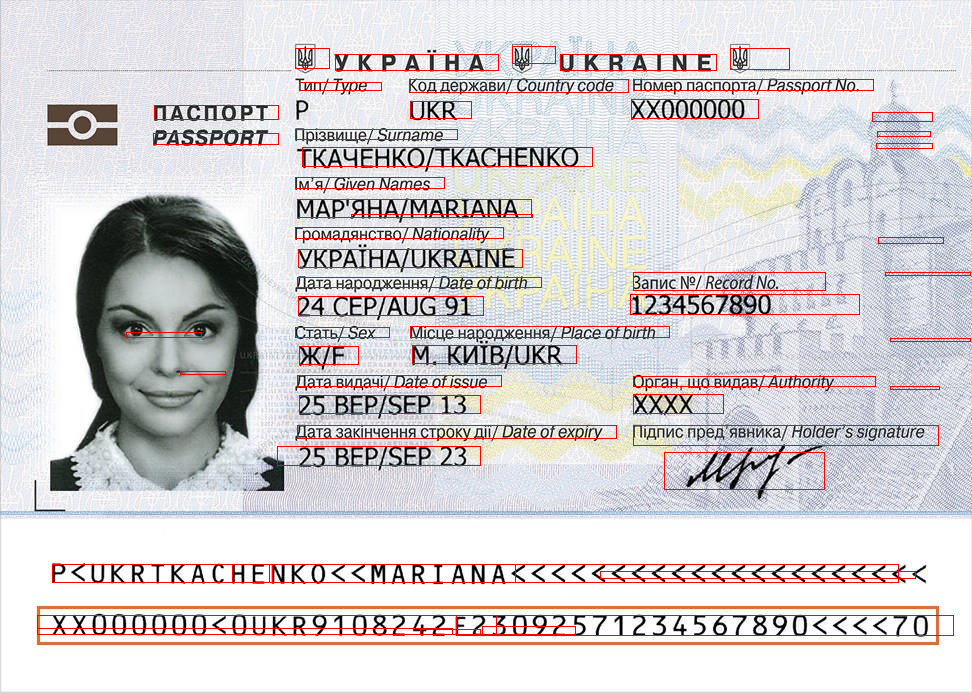 УКРАЇНА UKRAINE
Тип/ Type Код держави/ Country code Номер паспорта/ Passport No.
ПАСПОРТ P UKR XX000000
PASSPORT
Прізвище/ Surname
ТКАЧЕНКО/TKACHENKO
Ім'я/ Given Names
МАР'ЯНА/MARIANA
Громадянство/ Nationality
УКРАЇНА/UKRAINE
Дата народження/ Date of birth Запис №/ Record No.
24 СЕР/AUG 91 1234567890
Стать/ Sex Місце народження/ Place of birth
Ж/F М. КИЇВ/UKR
Дата видачі/ Date of issue Орган, що видав/ Authority
25 ВЕР/SEP 13 XXXX
Дата закінчення строку дії/ Date of expiry Підпис пред'явника/ Holder's signature
25 ВЕР/SEP 23
P<UKRTKACHENKO<<MARIANA<<<<<<<<<<<<<<<<<<<<<
XX000000<0UKR9108242F23092571234567890<<<<70